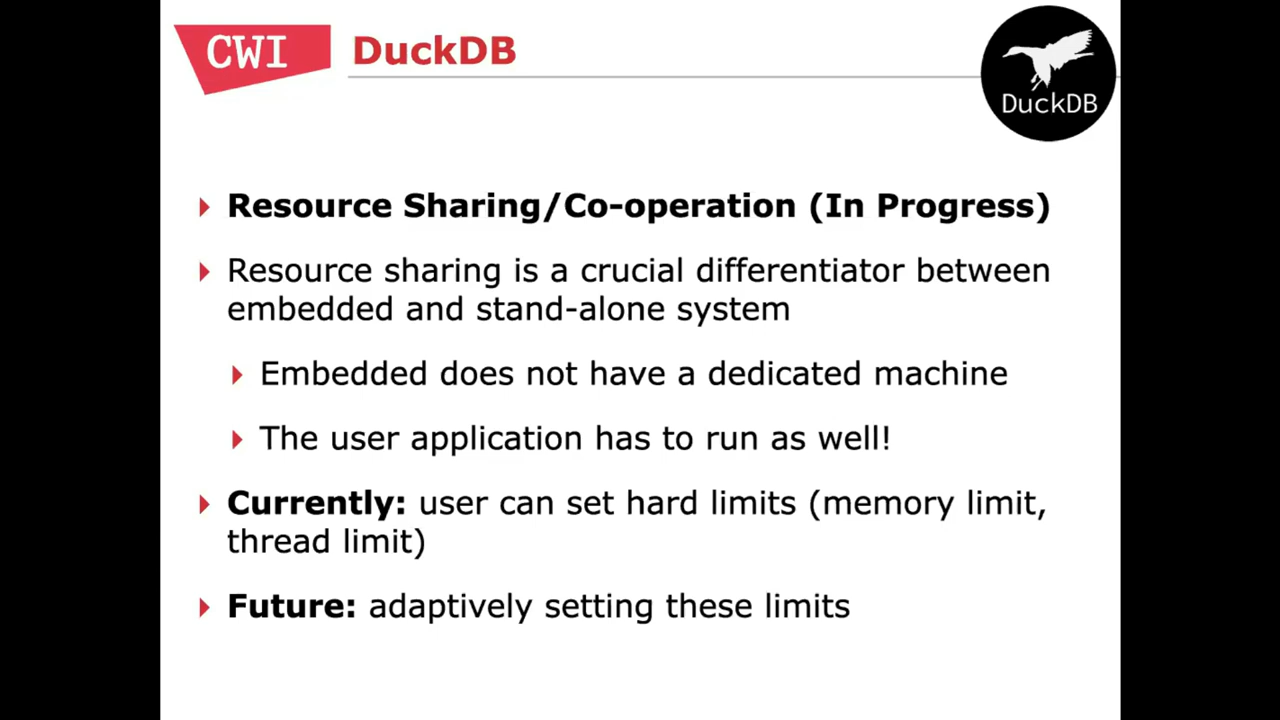 CWI
DuckDB
DuckDB
Resource Sharing/Co-operation (In Progress)
Resource sharing is a crucial differentiator between
embedded and stand-alone system
Embedded does not have a dedicated machine
The user application has to run as well!
Currently: user can set hard limits (memory limit,
thread limit)
Future: adaptively setting these limits